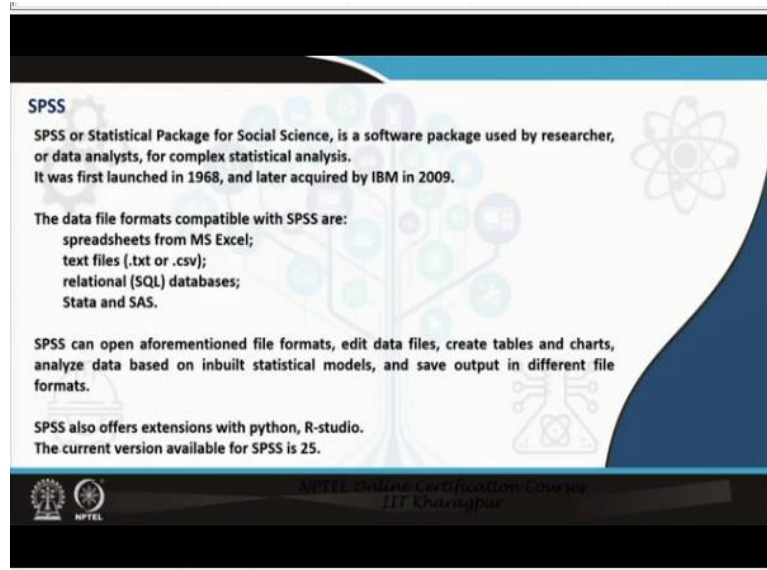 SPSS
SPSS or Statistical Package for Social Science, is a software package used by researcher,
or data analysts, for complex statistical analysis.
It was first launched in 1968, and later acquired by IBM in 2009.
The data file formats compatible with SPSS are:
spreadsheets from MS Excel;
text files (.txt or .csv);
relational (SQL) databases;
Stata and SAS.
SPSS can open aforementioned file formats, edit data files, create tables and charts,
analyze data based on inbuilt statistical models, and save output in different file
formats.
SPSS also offers extensions with python, R-studio.
The current version available for SPSS is 25.
NPTEL Online Certification Courses
IIT Kharagpur
NPTEL